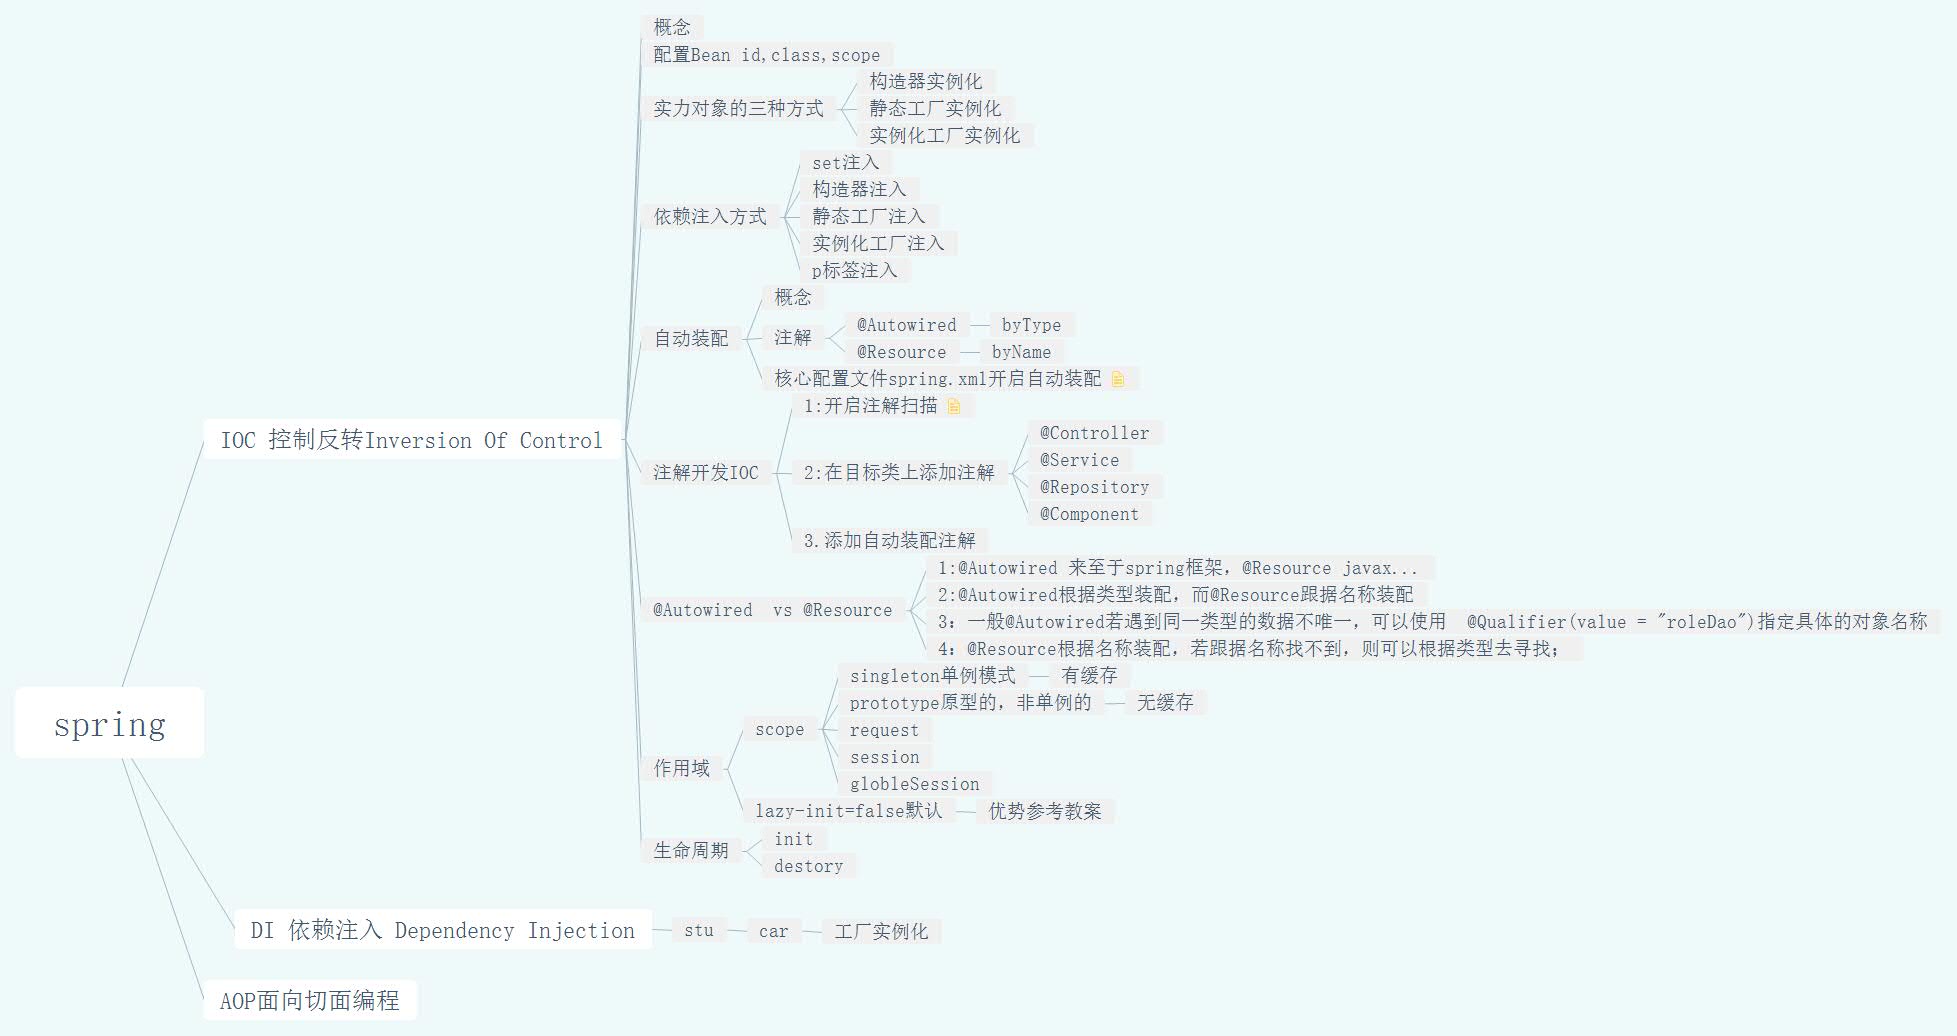 概念
配置Bean id,class,scope
构造器实例化
实力对象的三种方式
静态工厂实例化
实例化工厂实例化
set注入
构造器注入
依赖注入方式
静态工厂注入
实例化工厂注入
p标签注入
概念
自动装配
注解
@Autowired
byType
@Resource
byName
核心配置文件spring.xml开启自动装配
1:开启注解扫描
IOC 控制反转Inversion Of Control
注解开发IOC
2:在目标类上添加注解
@Controller
@Service
@Repository
@Component
3.添加自动装配注解
@Autowired  vs @Resource
1:@Autowired 来至于spring框架，@Resource javax...
2:@Autowired根据类型装配，而@Resource跟据名称装配
3：一般@Autowired若遇到同一类型的数据不唯一，可以使用  @Qualifier(value = "roleDao")指定具体的对象名称
4：@Resource根据名称装配，若跟据名称找不到，则可以根据类型去寻找；
spring
作用域
scope
singleton单例模式
有缓存
prototype原型的，非单例的
无缓存
request
session
globleSession
lazy-init=false默认
优势参考教案
生命周期
init
destory
DI 依赖注入 Dependency Injection
stu
car
工厂实例化
AOP面向切面编程